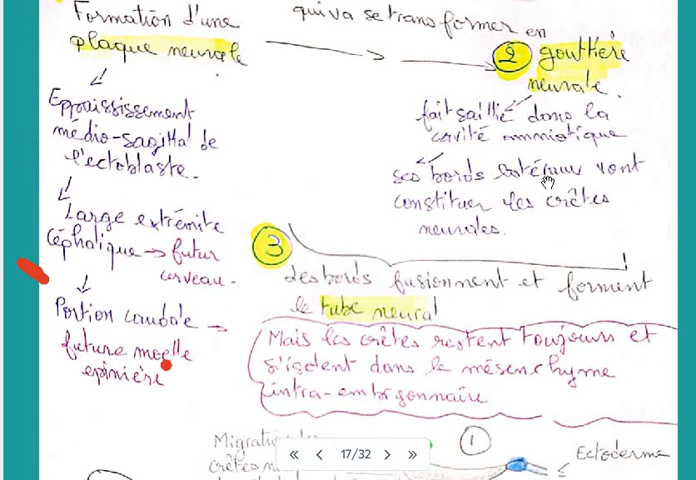 Formation d'une
plaque neurale
Epaississement
médio-sagittal de
l'ectoblaste.
Large extrémité
céphalique → futur
cerveau.
Portion caudale →
future moelle
épinière
qui va se transformer en
2 gouttière
neurale.
fait saillie dans la
cavité amniotique
ses bords latéraux vont
constituer les crêtes
neurales.
3
les bords fusionnent et forment
le tube neural
Mais les crêtes restent toujours et
s'isolent dans le mésenchyme
intra-embryonnaire
Migration
crêtes
17/32
1
Ectoderme